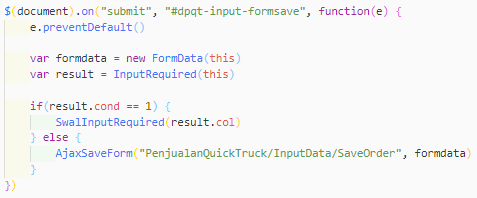 $(document).on("submit", "#dpqt-input-formsave", function(e) {
    e.preventDefault()
    var formdata = new FormData(this)
    var result = InputRequired(this)
    if(result.cond == 1) {
        SwalInputRequired(result.col)
    } else {
        AjaxSaveForm("PenjualanQuickTruck/InputData/SaveOrder", formdata)
    }
})